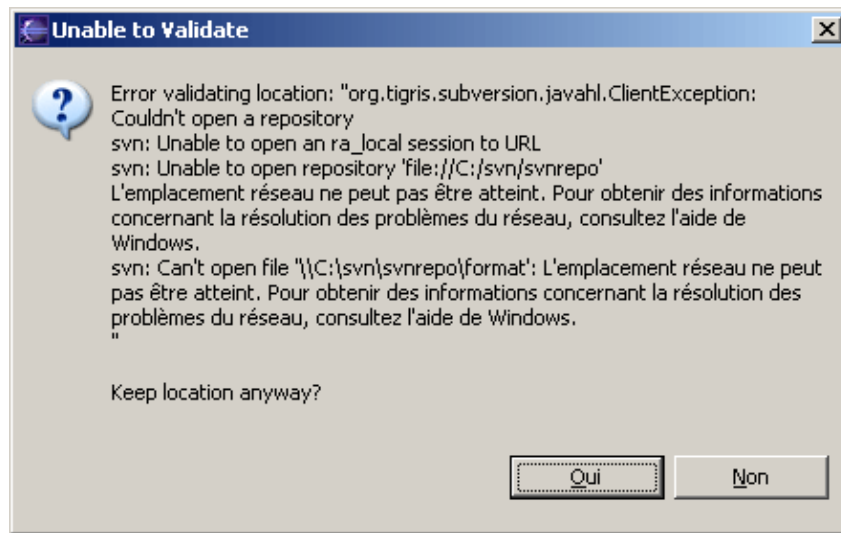 Unable to Validate
Error validating location: "org.tigris.subversion.javahl.ClientException:
Couldn't open a repository
svn: Unable to open an ra_local session to URL
svn: Unable to open repository 'file://C:/svn/svnrepo'
L'emplacement réseau ne peut pas être atteint. Pour obtenir des informations
concernant la résolution des problèmes du réseau, consultez l'aide de
Windows.
svn: Can't open file '\\C:\svn\svnrepo\format': L'emplacement réseau ne peut
pas être atteint. Pour obtenir des informations concernant la résolution des
problèmes du réseau, consultez l'aide de Windows.
"
Keep location anyway?
Oui Non